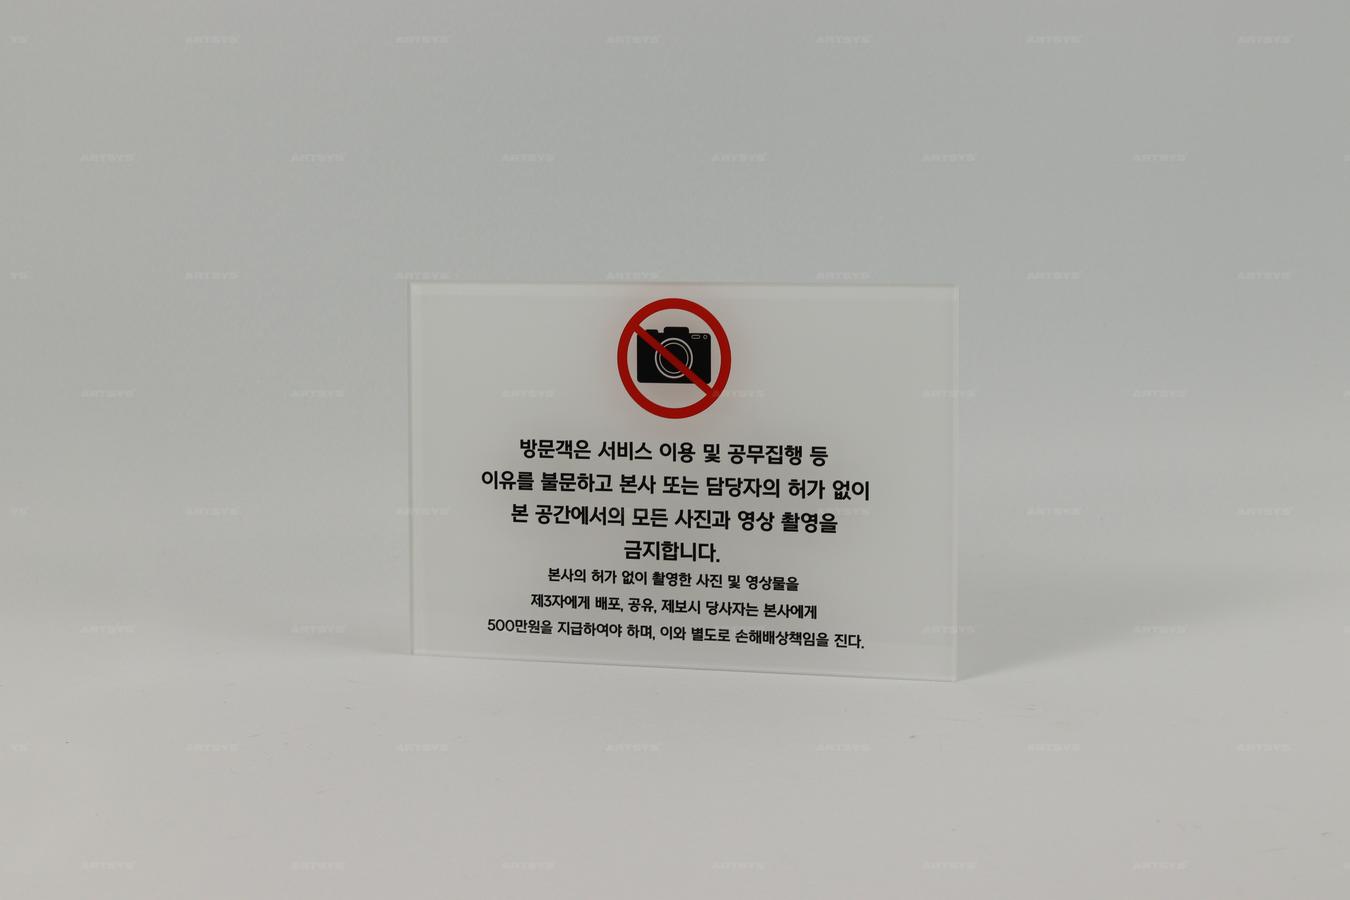 방문객은 서비스 이용 및 공무집행 등
이유를 불문하고 본사 또는 담당자의 허가 없이
본 공간에서의 모든 사진과 영상 촬영을
금지합니다.
본사의 허가 없이 촬영한 사진 및 영상물을
제3자에게 배포, 공유, 제보시 당사자는 본사에게
500만원을 지급하여야 하며, 이와 별도로 손해배상책임을 진다.
ARTSYS